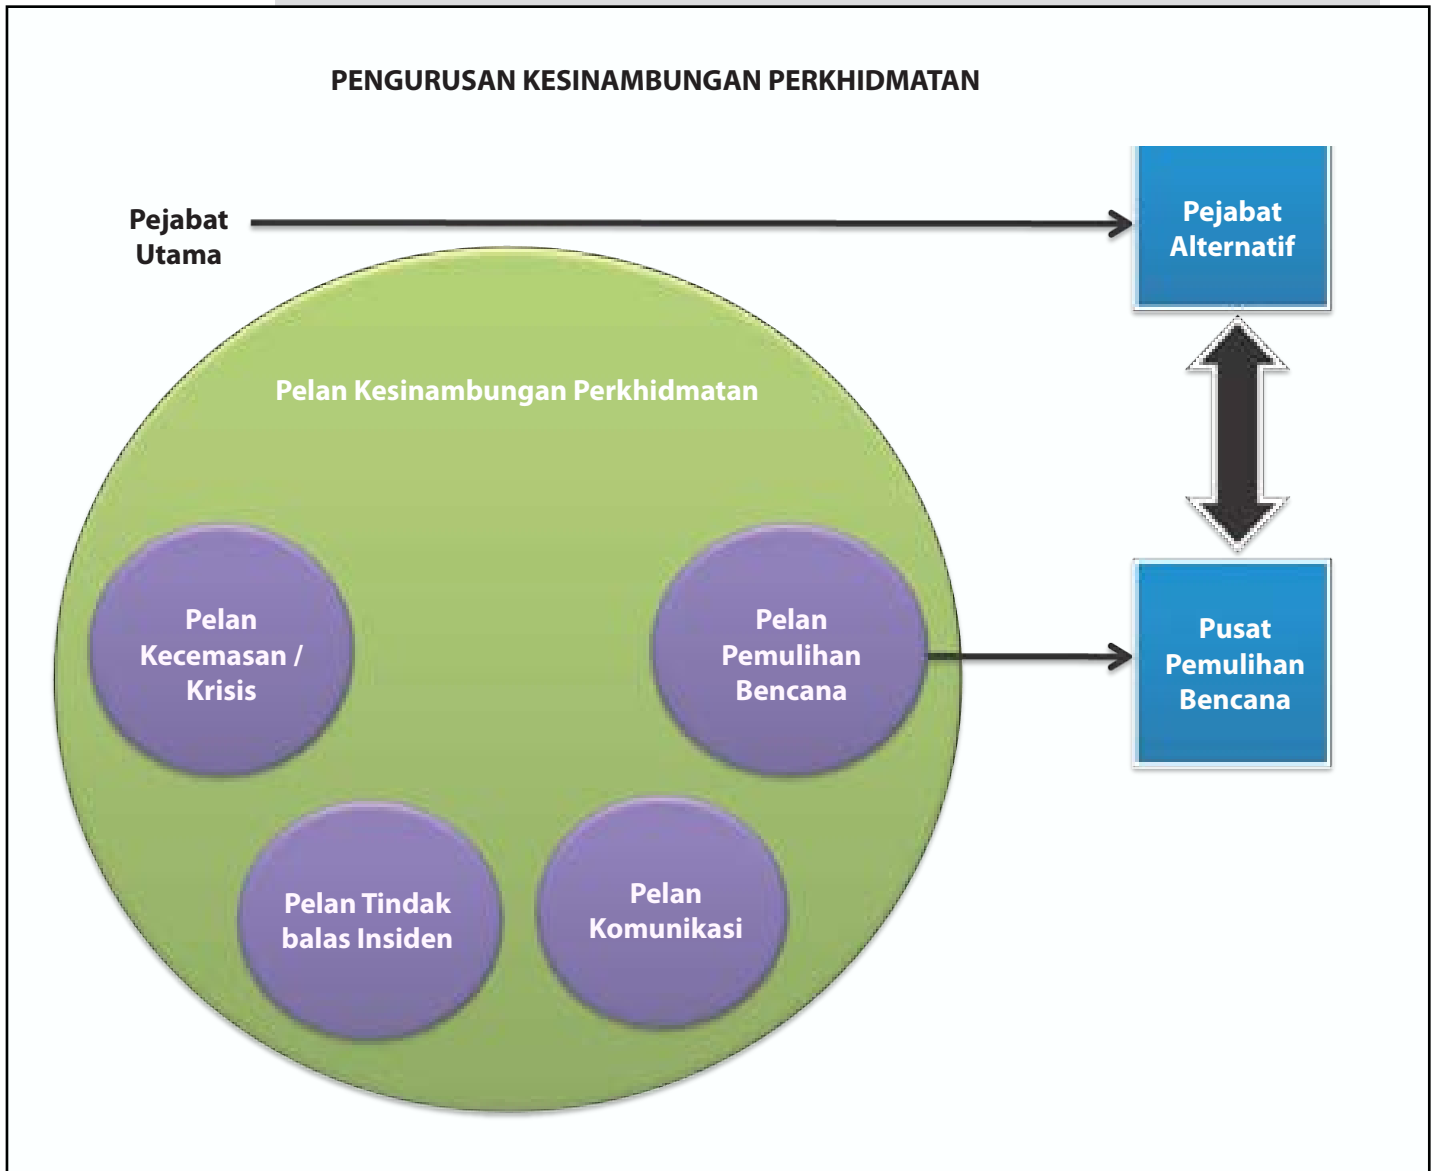 PENGURUSAN KESINAMBUNGAN PERKHIDMATAN
Pejabat
Utama
Pejabat
Alternatif
Pelan Kesinambungan Perkhidmatan
Pelan
Kecemasan /
Krisis
Pelan
Pemulihan
Bencana
Pusat
Pemulihan
Bencana
Pelan Tindak
balas Insiden
Pelan
Komunikasi